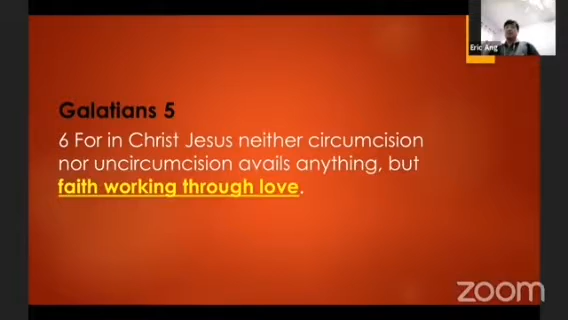 Eric Ang
Galatians 5
6 For in Christ Jesus neither circumcision
nor uncircumcision avails anything, but
faith working through love.
zoom